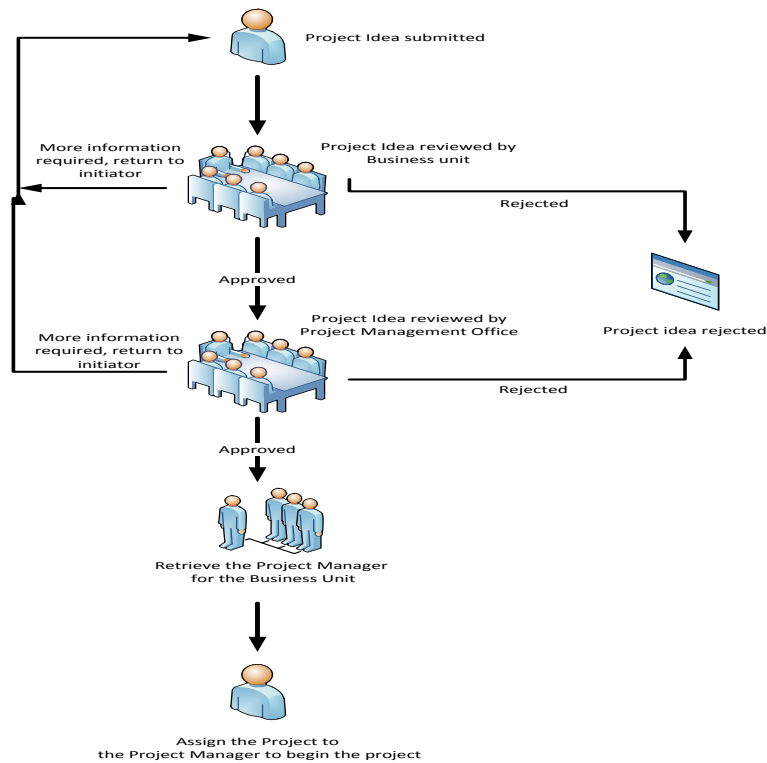 Project Idea submitted
More information
required, return to
initiator
Project Idea reviewed by
Business unit
Rejected
Approved
Project idea rejected
More information
required, return to
initiator
Project Idea reviewed by
Project Management Office
Rejected
Approved
Retrieve the Project Manager
for the Business Unit
Assign the Project to
the Project Manager to begin the project